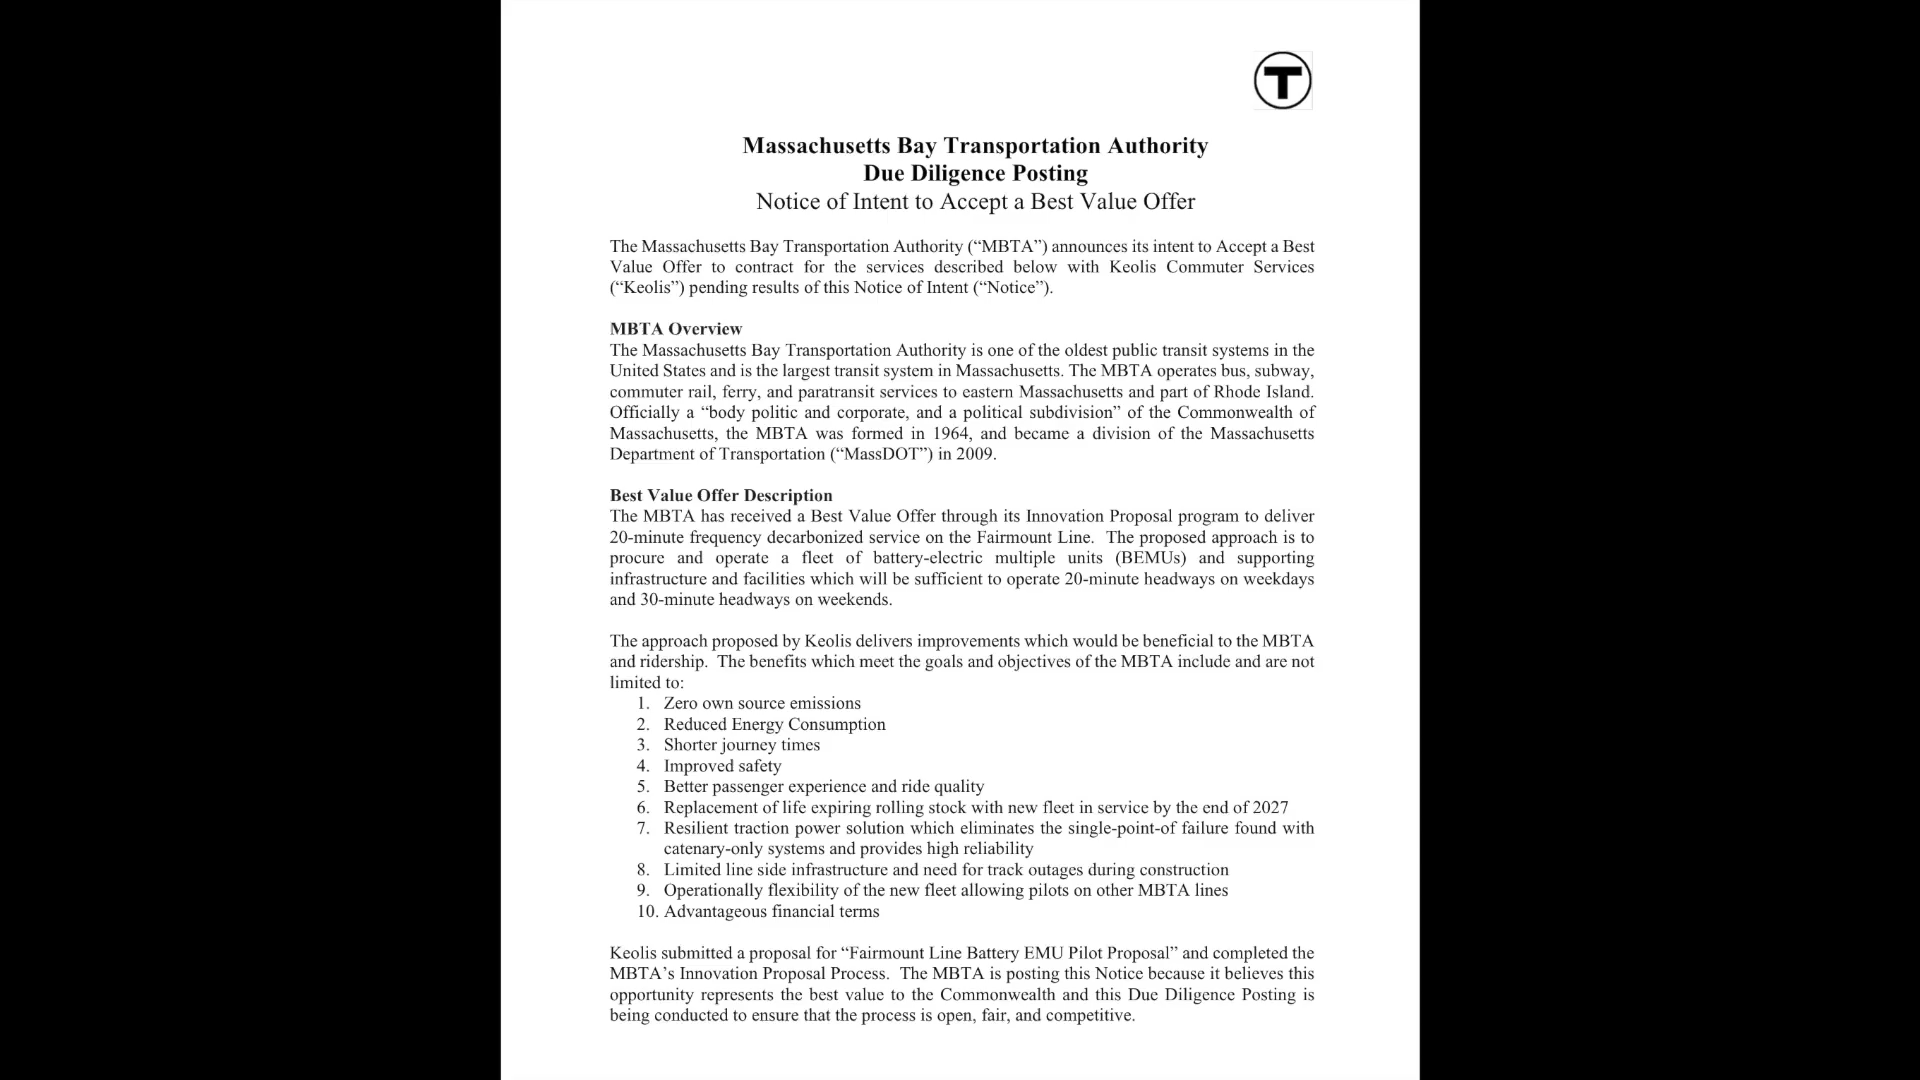 T
Massachusetts Bay Transportation Authority
Due Diligence Posting
Notice of Intent to Accept a Best Value Offer
The Massachusetts Bay Transportation Authority (“MBTA”) announces its intent to Accept a Best
Value Offer to contract for the services described below with Keolis Commuter Services
(“Keolis”) pending results of this Notice of Intent (“Notice”).
MBTA Overview
The Massachusetts Bay Transportation Authority is one of the oldest public transit systems in the
United States and is the largest transit system in Massachusetts. The MBTA operates bus, subway,
commuter rail, ferry, and paratransit services to eastern Massachusetts and part of Rhode Island.
Officially a “body politic and corporate, and a political subdivision” of the Commonwealth of
Massachusetts, the MBTA was formed in 1964, and became a division of the Massachusetts
Department of Transportation (“MassDOT”) in 2009.
Best Value Offer Description
The MBTA has received a Best Value Offer through its Innovation Proposal program to deliver
20-minute frequency decarbonized service on the Fairmount Line. The proposed approach is to
procure and operate a fleet of battery-electric multiple units (BEMUs) and supporting
infrastructure and facilities which will be sufficient to operate 20-minute headways on weekdays
and 30-minute headways on weekends.
The approach proposed by Keolis delivers improvements which would be beneficial to the MBTA
and ridership. The benefits which meet the goals and objectives of the MBTA include and are not
limited to:
1. Zero own source emissions
2. Reduced Energy Consumption
3. Shorter journey times
4. Improved safety
5. Better passenger experience and ride quality
6. Replacement of life expiring rolling stock with new fleet in service by the end of 2027
7. Resilient traction power solution which eliminates the single-point-of failure found with
catenary-only systems and provides high reliability
8. Limited line side infrastructure and need for track outages during construction
9. Operationally flexibility of the new fleet allowing pilots on other MBTA lines
10. Advantageous financial terms
Keolis submitted a proposal for “Fairmount Line Battery EMU Pilot Proposal” and completed the
MBTA’s Innovation Proposal Process. The MBTA is posting this Notice because it believes this
opportunity represents the best value to the Commonwealth and this Due Diligence Posting is
being conducted to ensure that the process is open, fair, and competitive.